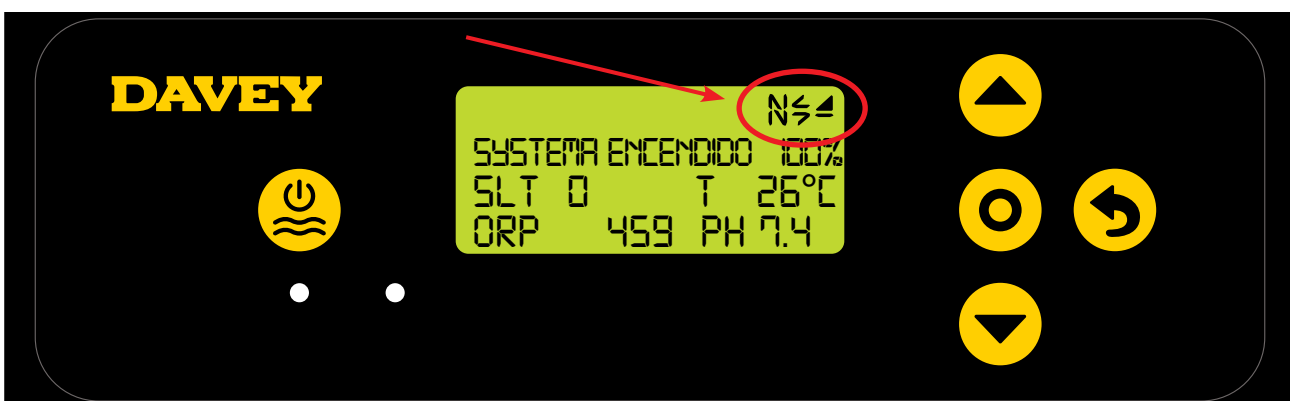 DAVEY
N
SYSTEMA ENCENDIDO 100%
SLT 0 T 26°C
ORP 459 PH 7.4